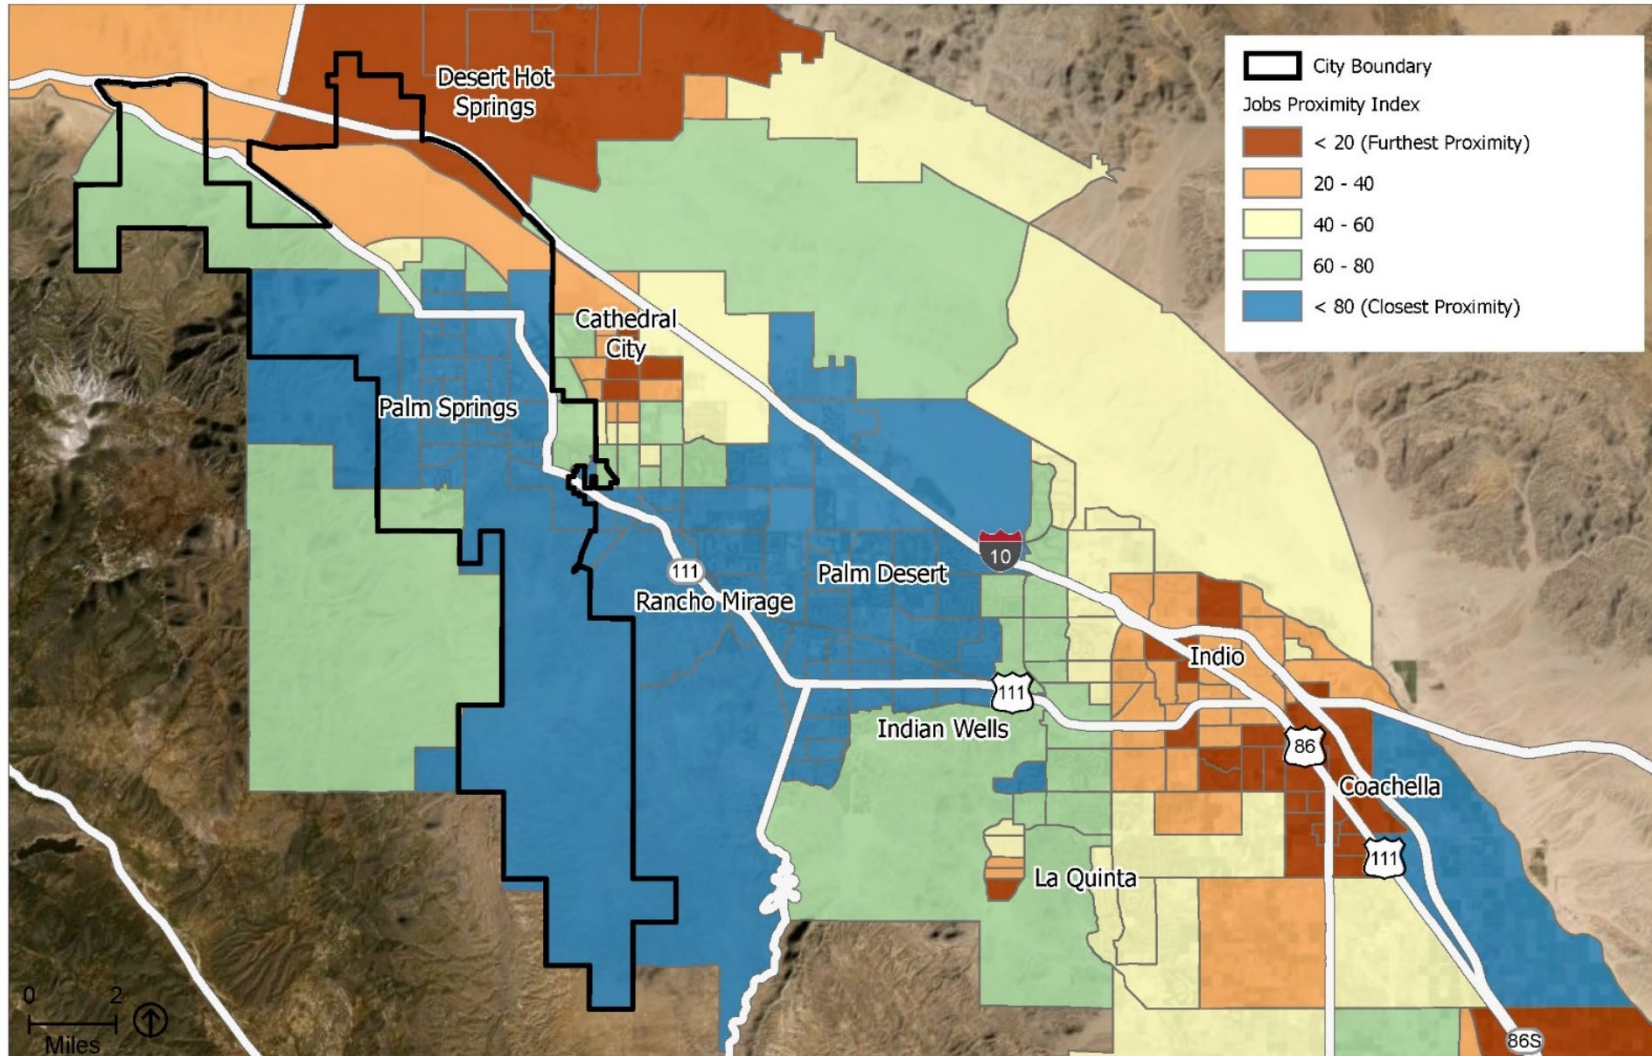 City Boundary
Jobs Proximity Index
< 20 (Furthest Proximity)
20 - 40
40 - 60
60 - 80
< 80 (Closest Proximity)
Desert Hot
Springs
Cathedral
City
Palm Springs
10
111
Rancho Mirage
Palm Desert
Indio
111
Indian Wells
86
Coachella
111
La Quinta
0 2
Miles
86S